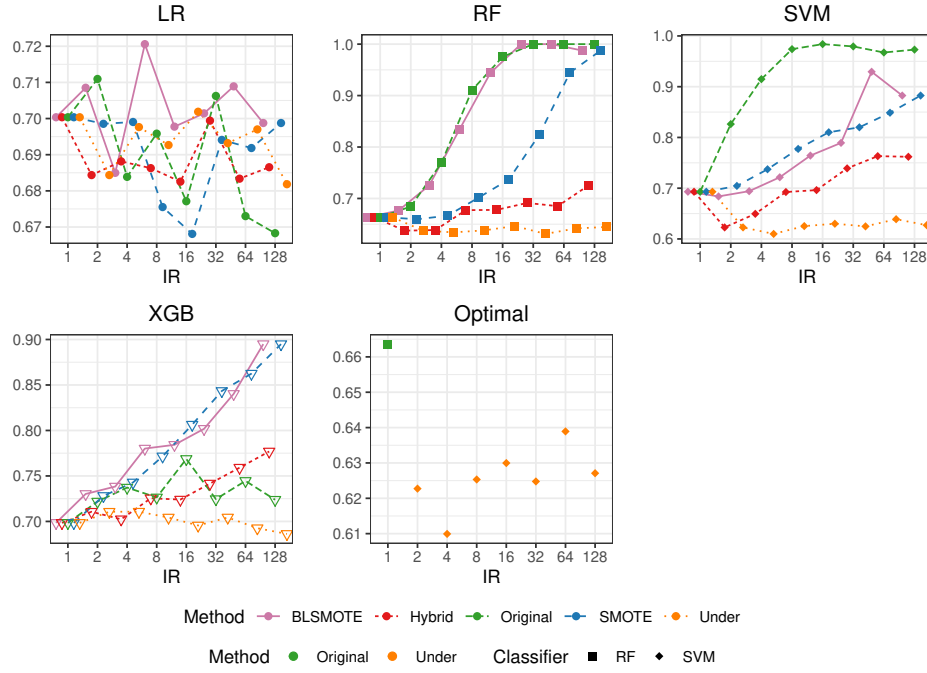 LR
0.72
0.71
0.70
0.69
0.68
0.67
1 2 4 8 16 32 64 128
IR
RF
1.0
0.9
0.8
0.7
1 2 4 8 16 32 64 128
IR
SVM
1.0
0.9
0.8
0.7
0.6
1 2 4 8 16 32 64 128
IR
XGB
0.90
0.85
0.80
0.75
0.70
1 2 4 8 16 32 64 128
IR
Optimal
0.66
0.65
0.64
0.63
0.62
0.61
1 2 4 8 16 32 64 128
IR
Method BLSMOTE Hybrid Original SMOTE Under
Method Original Under Classifier RF SVM